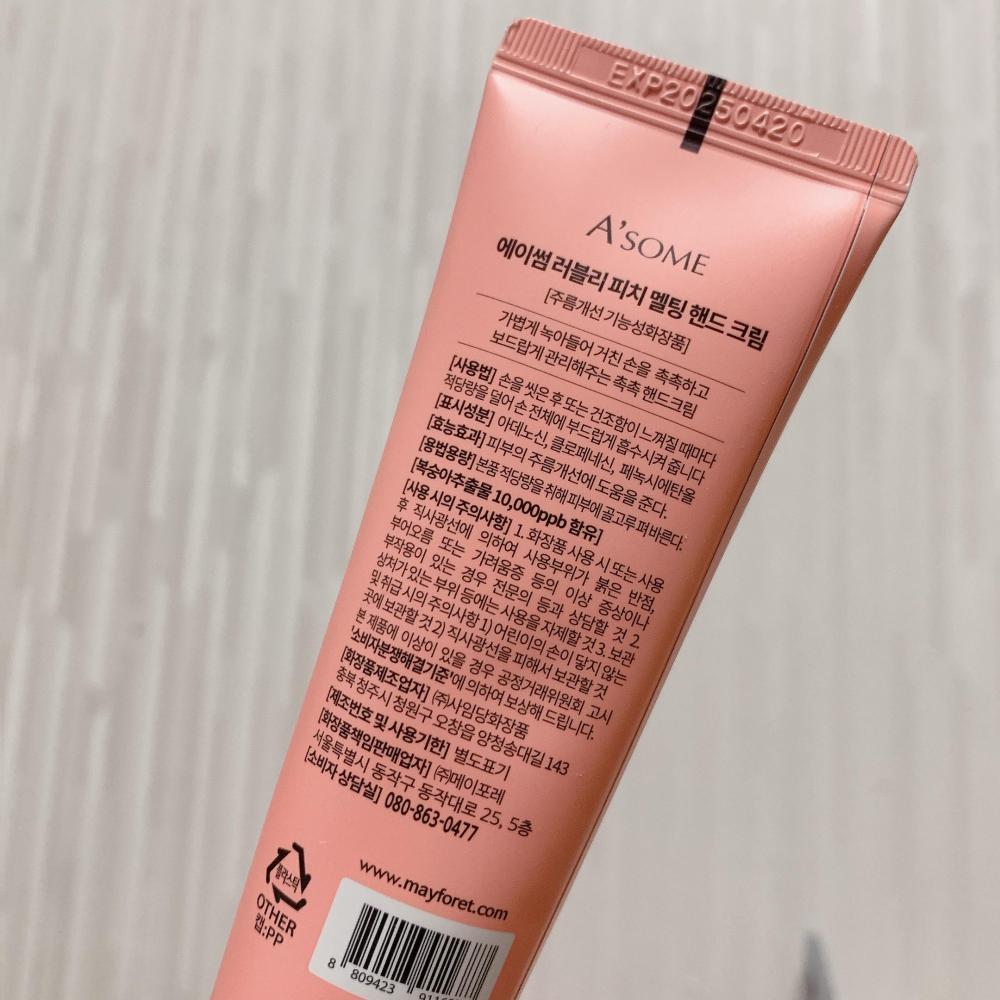 EXP20250420
A'SOME
에이썸 러블리 피치 멜팅 핸드 크림
[주름개선 기능성화장품]
가볍게 녹아들어 거친 손을 촉촉하고
보드랍게 관리해주는 촉촉 핸드크림
[사용법] 손을 씻은 후 또는 건조함이 느껴질 때마다
적당량을 덜어 손 전체에 부드럽게 흡수시켜 줍니다
[표시성분] 아데노신, 클로페네신, 페녹시에탄올
[효능효과] 피부의 주름개선에 도움을 준다.
[용법용량] 본품 적당량을 취해 피부에 골고루 펴 바른다.
[복숭아추출물 10,000ppb 함유]
[사용 시의 주의사항] 1. 화장품 사용 시 또는 사용
후 직사광선에 의하여 사용부위가 붉은 반점,
부어오름 또는 가려움증 등의 이상 증상이나
부작용이 있는 경우 전문의 등과 상담할 것 2.
상처가 있는 부위 등에는 사용을 자제할 것 3. 보관
및 취급 시의 주의사항 1) 어린이의 손이 닿지 않는
곳에 보관할 것 2) 직사광선을 피해서 보관할 것
본 제품에 이상이 있을 경우 공정거래위원회 고시
'소비자분쟁해결기준'에 의하여 보상해 드립니다.
[화장품제조업자] ㈜사임당화장품
충북 청주시 청원구 오창읍 양청송대길 143
[제조번호 및 사용기한] 별도표기
[화장품책임판매업자] ㈜메이포레
서울특별시 동작구 동작대로 25, 5층
[소비자 상담실] 080-863-0477
www.mayforet.com
플라스틱
OTHER
캡:PP
8 809423 9116